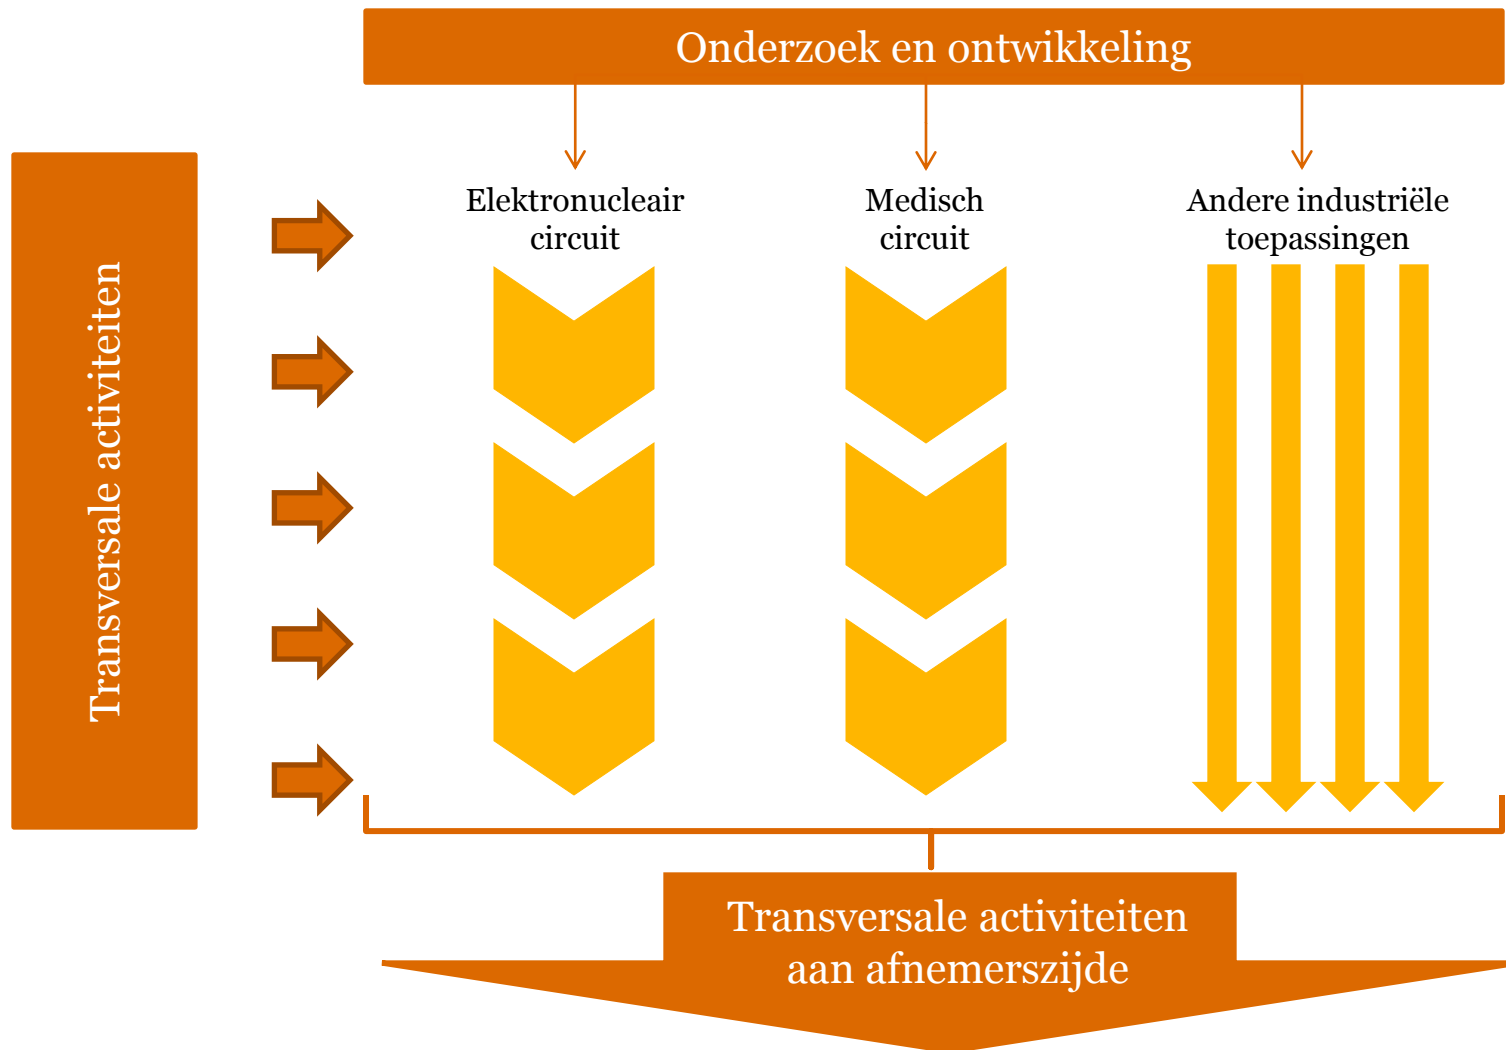 Onderzoek en ontwikkeling
Transversale activiteiten
Elektronucleair
circuit
Medisch
circuit
Andere industriële
toepassingen
Transversale activiteiten
aan afnemerszijde